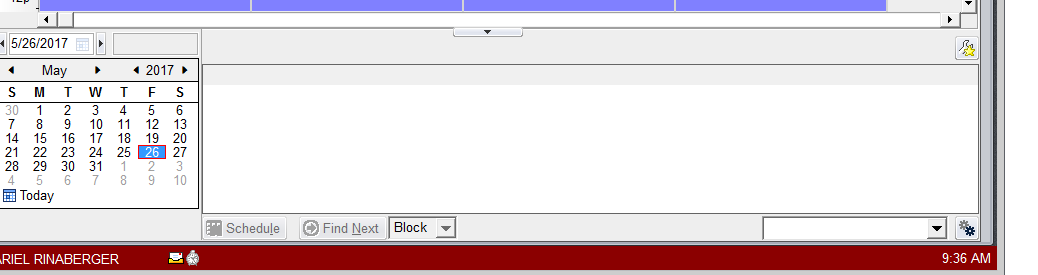 5/26/2017
May 2017
S M T W T F S
30 1 2 3 4 5 6
7 8 9 10 11 12 13
14 15 16 17 18 19 20
21 22 23 24 25 26 27
28 29 30 31 1 2 3
4 5 6 7 8 9 10
Today
Schedule Find Next Block
ARIEL RINABERGER 9:36 AM